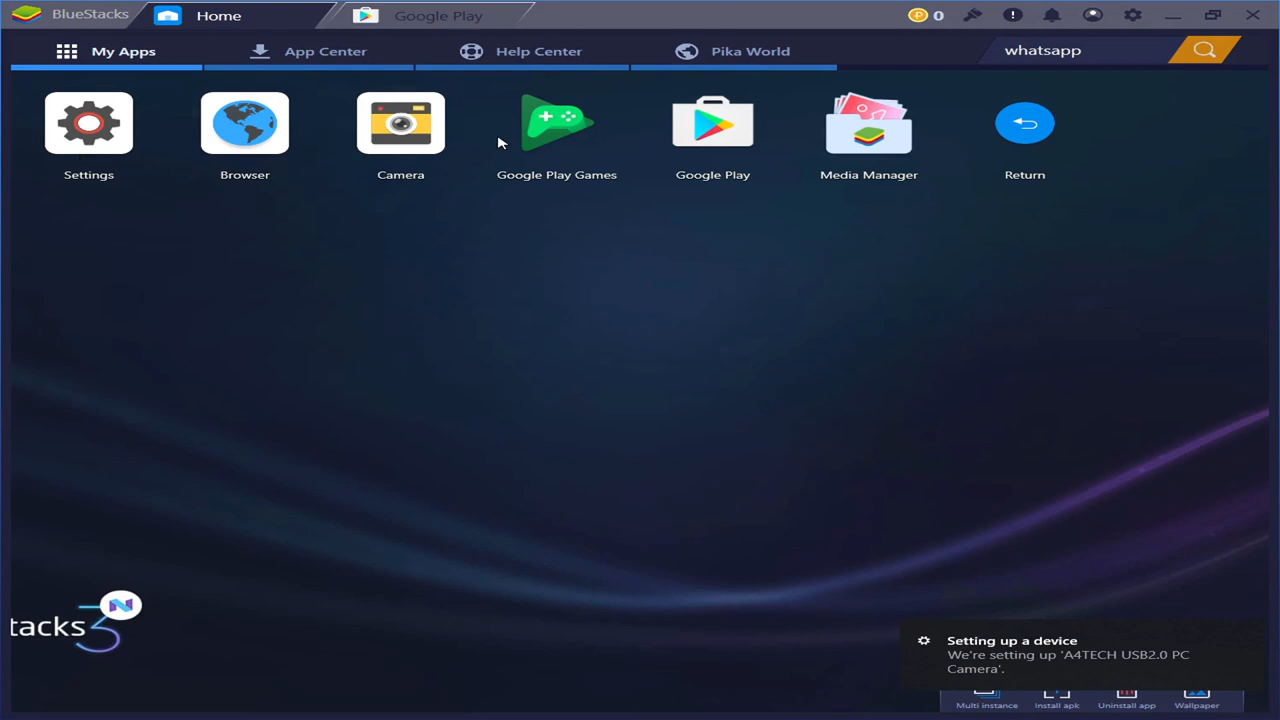 BlueStacks
Home
Google Play
0
My Apps
App Center
Help Center
Pika World
whatsapp
Settings
Browser
Camera
Google Play Games
Google Play
Media Manager
Return
tacks 3 N
Setting up a device
We're setting up 'A4TECH USB2.0 PC
Camera'.
Multi instance
Install apk
Uninstall app
Wallpaper